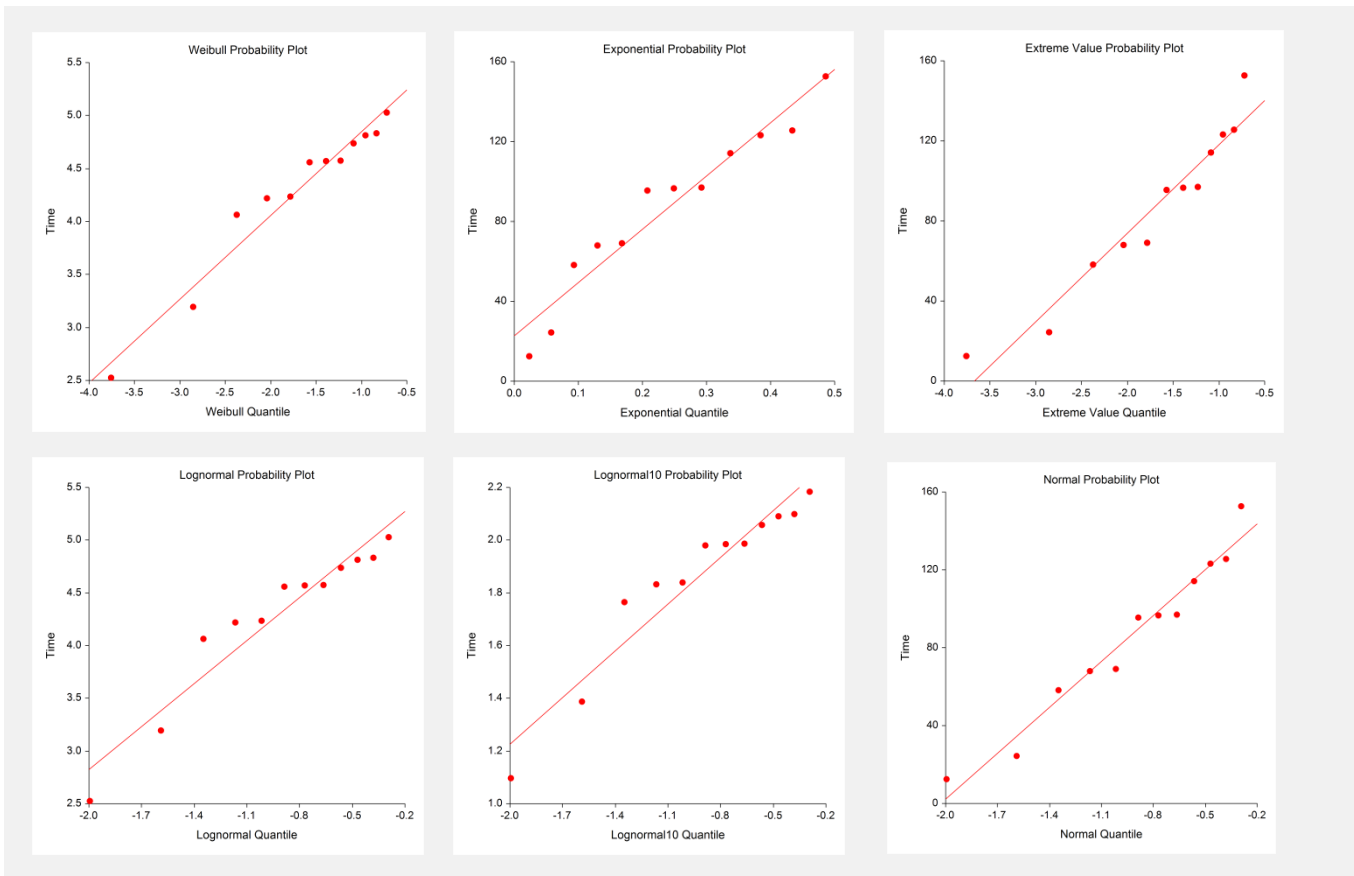 Weibull Probability Plot
5.5
5.0
4.5
4.0
3.5
3.0
2.5
Time
-4.0 -3.5 -3.0 -2.5 -2.0 -1.5 -1.0 -0.5
Weibull Quantile
Exponential Probability Plot
160
120
80
40
0
Time
0.0 0.1 0.2 0.3 0.4 0.5
Exponential Quantile
Extreme Value Probability Plot
160
120
80
40
0
Time
-4.0 -3.5 -3.0 -2.5 -2.0 -1.5 -1.0 -0.5
Extreme Value Quantile
Lognormal Probability Plot
5.5
5.0
4.5
4.0
3.5
3.0
2.5
Time
-2.0 -1.7 -1.4 -1.1 -0.8 -0.5 -0.2
Lognormal Quantile
Lognormal10 Probability Plot
2.2
2.0
1.8
1.6
1.4
1.2
1.0
Time
-2.0 -1.7 -1.4 -1.1 -0.8 -0.5 -0.2
Lognormal10 Quantile
Normal Probability Plot
160
120
80
40
0
Time
-2.0 -1.7 -1.4 -1.1 -0.8 -0.5 -0.2
Normal Quantile